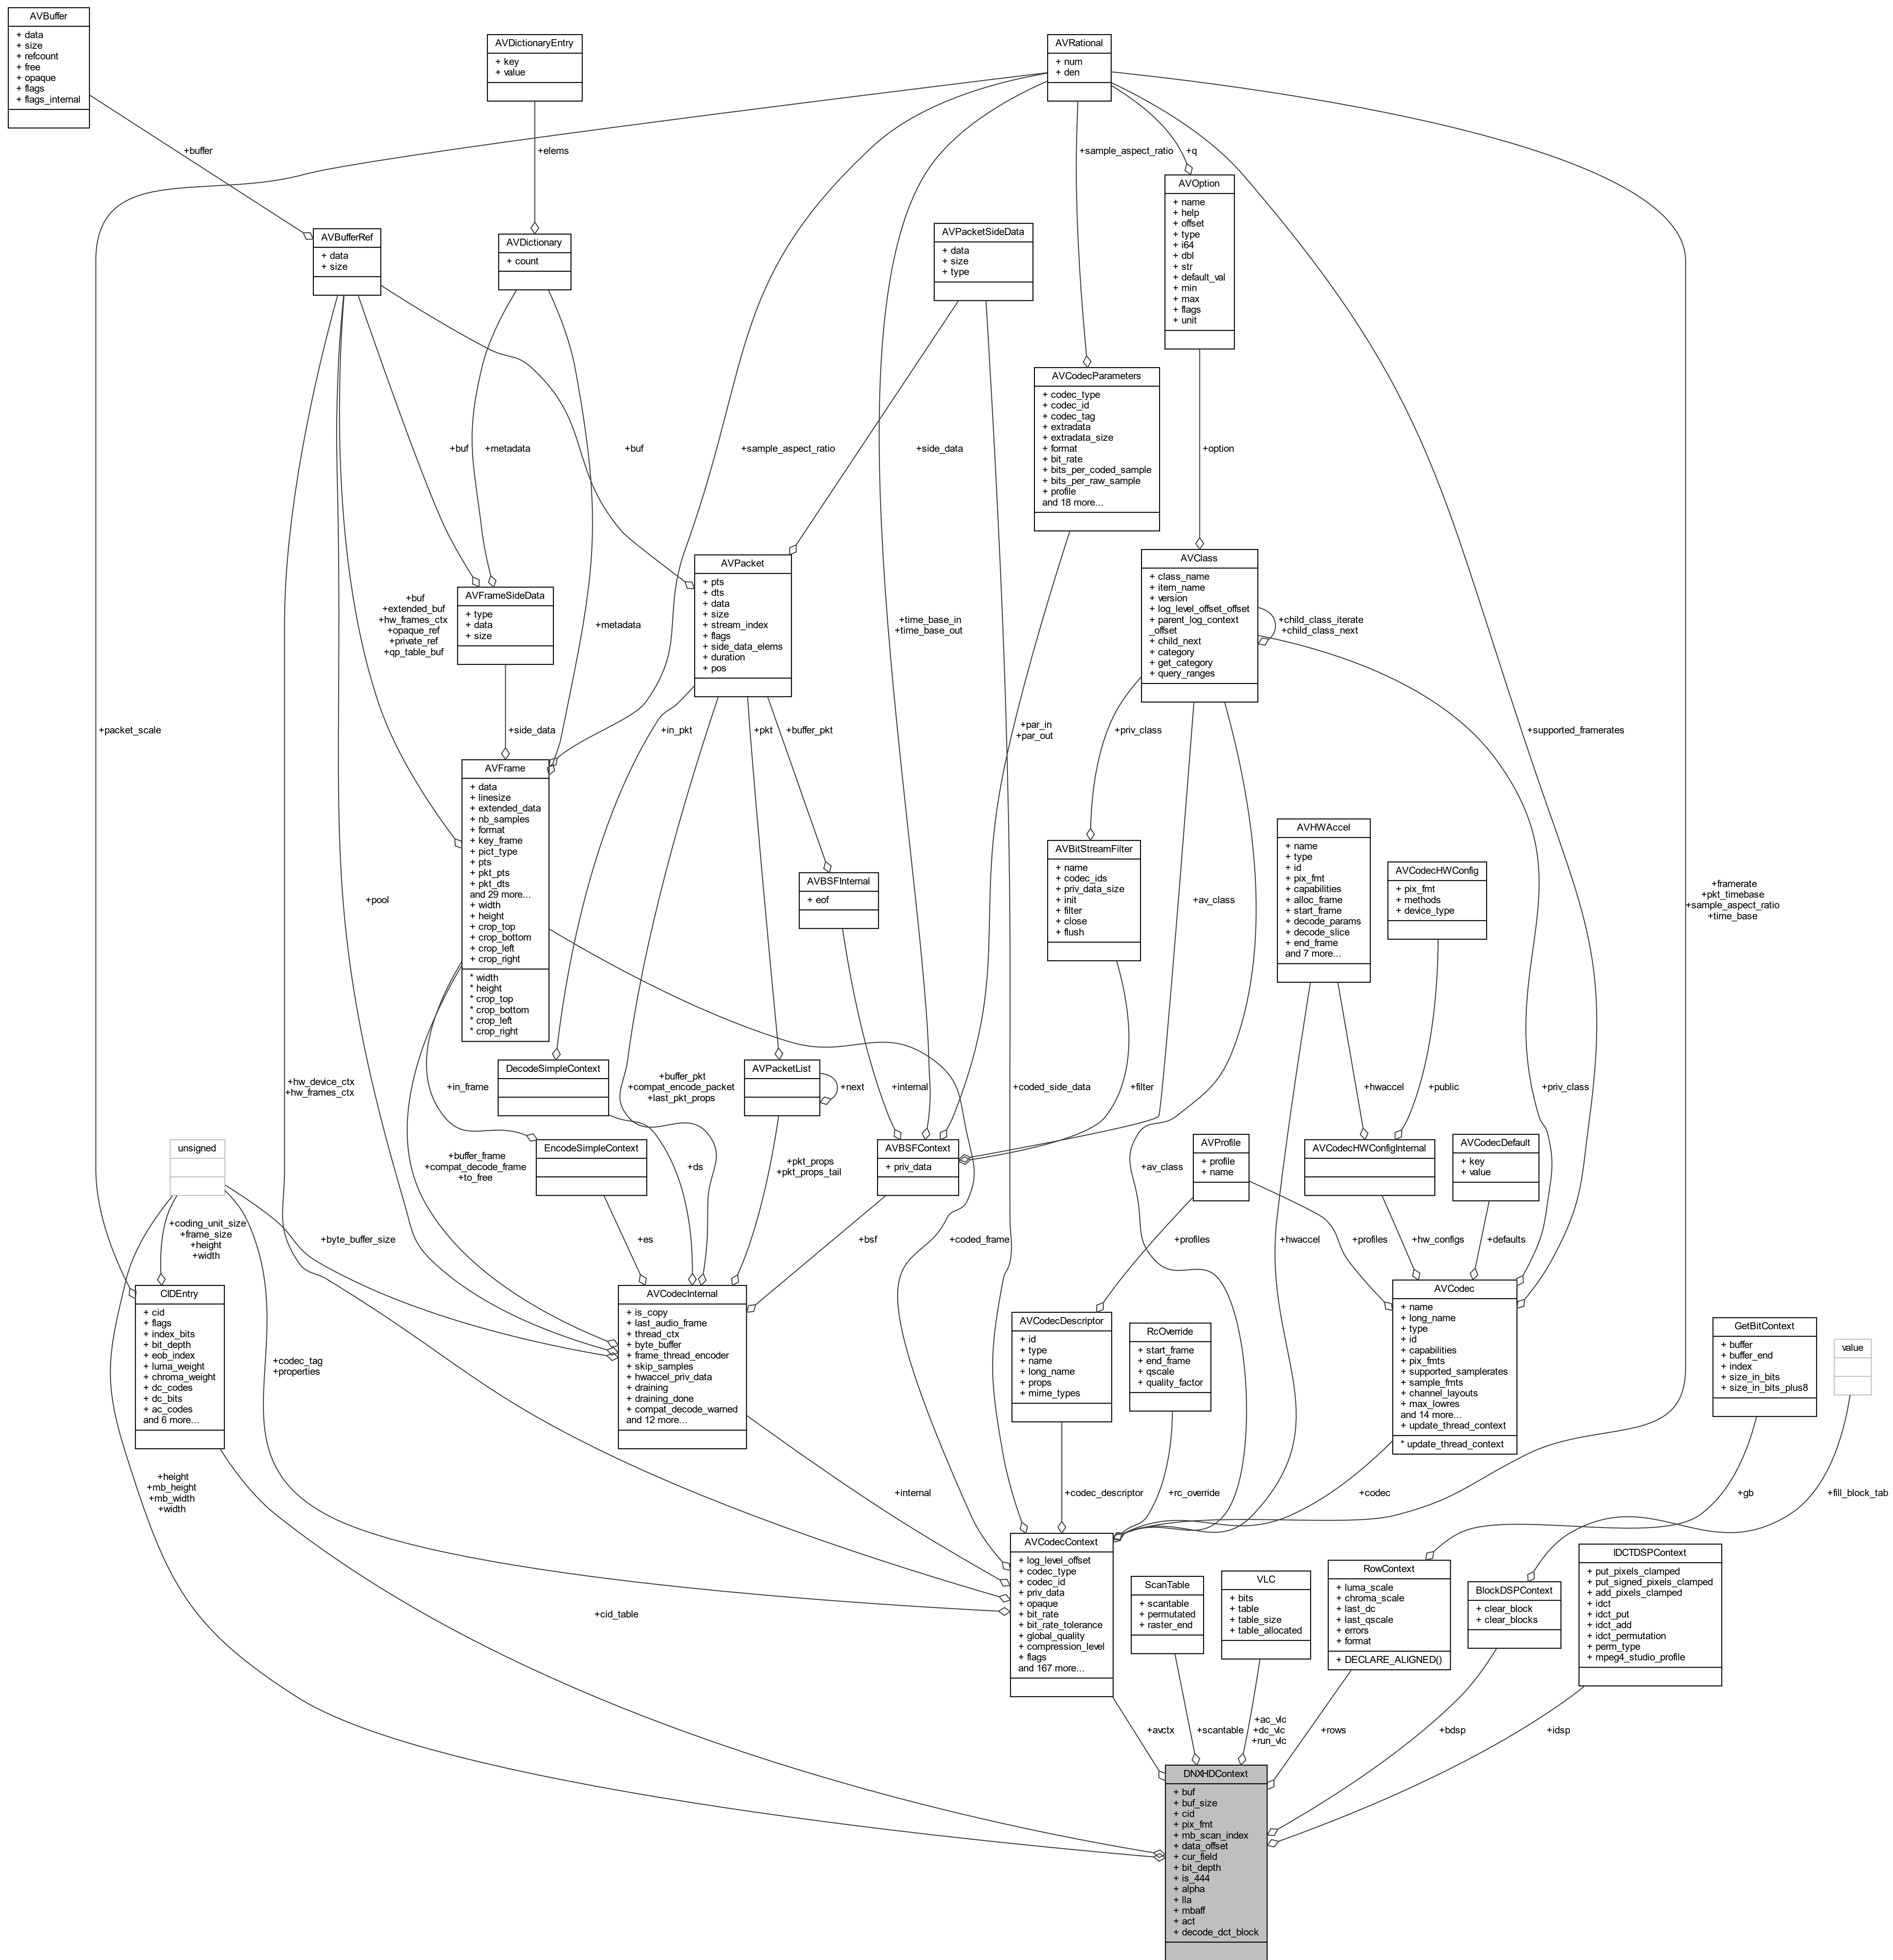 AVBuffer
+ data
+ size
+ refcount
+ free
+ opaque
+ flags
+ flags_internal
AVDictionaryEntry
+ key
+ value
AVRational
+ num
+ den
+buffer
+elems
+sample_aspect_ratio
+q
AVOption
+ name
+ help
+ offset
+ type
+ i64
+ dbl
+ str
+ default_val
+ min
+ max
+ flags
+ unit
AVBufferRef
+ data
+ size
AVDictionary
+ count
AVPacketSideData
+ data
+ size
+ type
AVCodecParameters
+ codec_type
+ codec_id
+ codec_tag
+ extradata
+ extradata_size
+ format
+ bit_rate
+ bits_per_coded_sample
+ bits_per_raw_sample
+ profile
and 18 more...
+buf
+metadata
+buf
+sample_aspect_ratio
+side_data
+option
AVPacket
+ pts
+ dts
+ data
+ size
+ stream_index
+ flags
+ side_data_elems
+ duration
+ pos
AVClass
+ class_name
+ item_name
+ version
+ log_level_offset_offset
+ parent_log_context
_offset
+ child_next
+ category
+ get_category
+ query_ranges
+child_class_iterate
+child_class_next
AVFrameSideData
+ type
+ data
+ size
+buf
+extended_buf
+hw_frames_ctx
+opaque_ref
+private_ref
+qp_table_buf
+metadata
+time_base_in
+time_base_out
+packet_scale
+side_data
+in_pkt
+pkt
+buffer_pkt
+par_in
+par_out
+priv_class
+supported_framerates
AVFrame
+ data
+ linesize
+ extended_data
+ nb_samples
+ format
+ key_frame
+ pict_type
+ pts
+ pkt_pts
+ pkt_dts
and 29 more...
+ width
+ height
+ crop_top
+ crop_bottom
+ crop_left
+ crop_right
* width
* height
* crop_top
* crop_bottom
* crop_left
* crop_right
+pool
AVBSFInternal
+ eof
AVBitStreamFilter
+ name
+ codec_ids
+ priv_data_size
+ init
+ filter
+ close
+ flush
+av_class
AVHWAccel
+ name
+ type
+ id
+ pix_fmt
+ capabilities
+ alloc_frame
+ start_frame
+ decode_params
+ decode_slice
+ end_frame
and 7 more...
AVCodecHWConfig
+ pix_fmt
+ methods
+ device_type
+framerate
+pkt_timebase
+sample_aspect_ratio
+time_base
+hw_device_ctx
+hw_frames_ctx
+in_frame
DecodeSimpleContext
+buffer_pkt
+compat_encode_packet
+last_pkt_props
AVPacketList
+next
+internal
+coded_side_data
+filter
+hwaccel
+public
+priv_class
unsigned
+buffer_frame
+compat_decode_frame
+to_free
EncodeSimpleContext
+ds
+pkt_props
+pkt_props_tail
AVBSFContext
+ priv_data
+av_class
AVProfile
+ profile
+ name
AVCodecHWConfigInternal
AVCodecDefault
+ key
+ value
+coding_unit_size
+frame_size
+height
+width
+byte_buffer_size
+es
+bsf
+coded_frame
+profiles
+hwaccel
+profiles
+hw_configs
+defaults
CIDEntry
+ cid
+ flags
+ index_bits
+ bit_depth
+ eob_index
+ luma_weight
+ chroma_weight
+ dc_codes
+ dc_bits
+ ac_codes
and 6 more...
+codec_tag
+properties
AVCodecInternal
+ is_copy
+ last_audio_frame
+ thread_ctx
+ byte_buffer
+ frame_thread_encoder
+ skip_samples
+ hwaccel_priv_data
+ draining
+ draining_done
+ compat_decode_warned
and 12 more...
AVCodecDescriptor
+ id
+ type
+ name
+ long_name
+ props
+ mime_types
RcOverride
+ start_frame
+ end_frame
+ qscale
+ quality_factor
AVCodec
+ name
+ long_name
+ type
+ id
+ capabilities
+ pix_fmts
+ supported_samplerates
+ sample_fmts
+ channel_layouts
+ max_lowres
and 14 more...
+ update_thread_context
* update_thread_context
GetBitContext
+ buffer
+ buffer_end
+ index
+ size_in_bits
+ size_in_bits_plus8
value
+height
+mb_height
+mb_width
+width
+internal
+codec_descriptor
+rc_override
+codec
+gb
+fill_block_tab
+cid_table
AVCodecContext
+ log_level_offset
+ codec_type
+ codec_id
+ priv_data
+ opaque
+ bit_rate
+ bit_rate_tolerance
+ global_quality
+ compression_level
+ flags
and 167 more...
ScanTable
+ scantable
+ permutated
+ raster_end
VLC
+ bits
+ table
+ table_size
+ table_allocated
RowContext
+ luma_scale
+ chroma_scale
+ last_dc
+ last_qscale
+ errors
+ format
+ DECLARE_ALIGNED()
BlockDSPContext
+ clear_block
+ clear_blocks
IDCTDSPContext
+ put_pixels_clamped
+ put_signed_pixels_clamped
+ add_pixels_clamped
+ idct
+ idct_put
+ idct_add
+ idct_permutation
+ perm_type
+ mpeg4_studio_profile
+avctx
+scantable
+ac_vlc
+dc_vlc
+run_vlc
+rows
+bdsp
+idsp
DNXHDContext
+ buf
+ buf_size
+ cid
+ pix_fmt
+ mb_scan_index
+ data_offset
+ cur_field
+ bit_depth
+ is_444
+ alpha
+ lla
+ mbaff
+ act
+ decode_dct_block